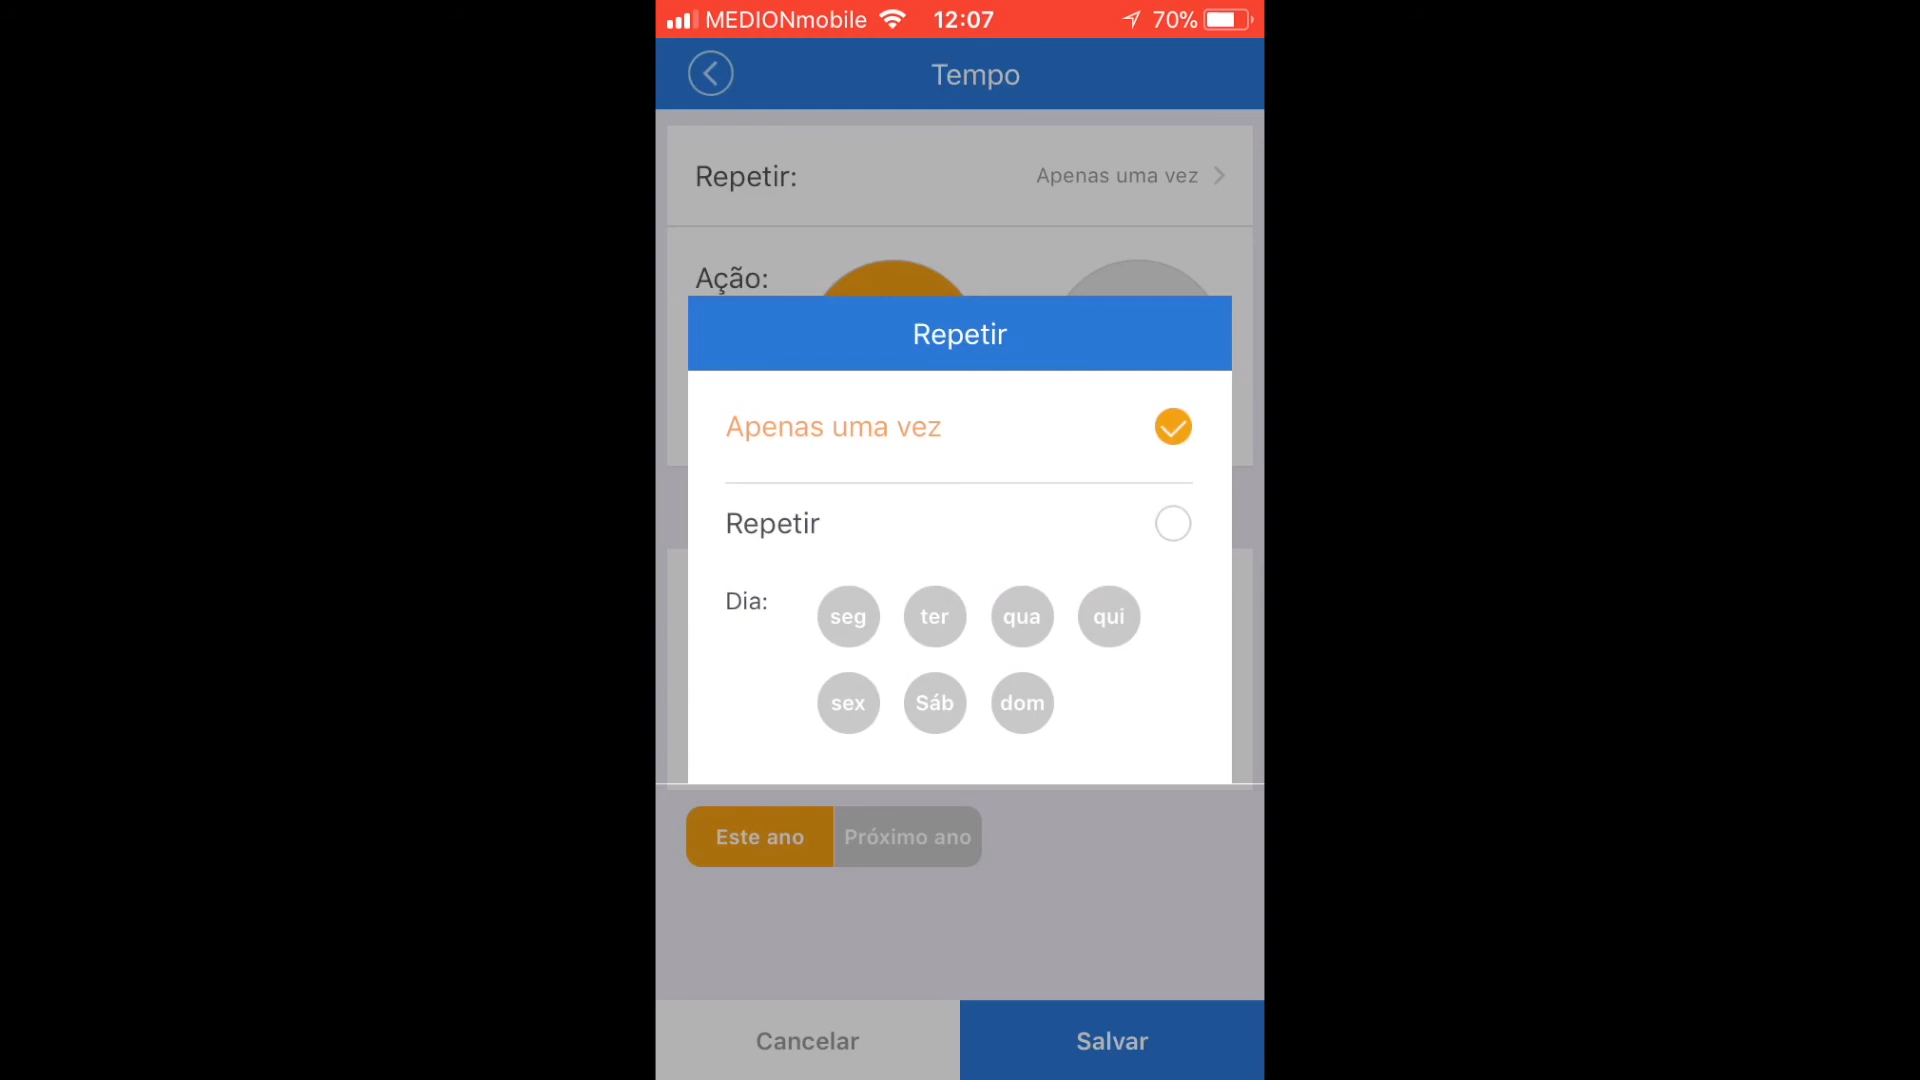 MEDIONmobile 12:07 70%
Tempo
Repetir: Apenas uma vez
Ação:
Repetir
Apenas uma vez
Repetir
Dia: seg ter qua qui
sex Sáb dom
Este ano Próximo ano
Cancelar Salvar